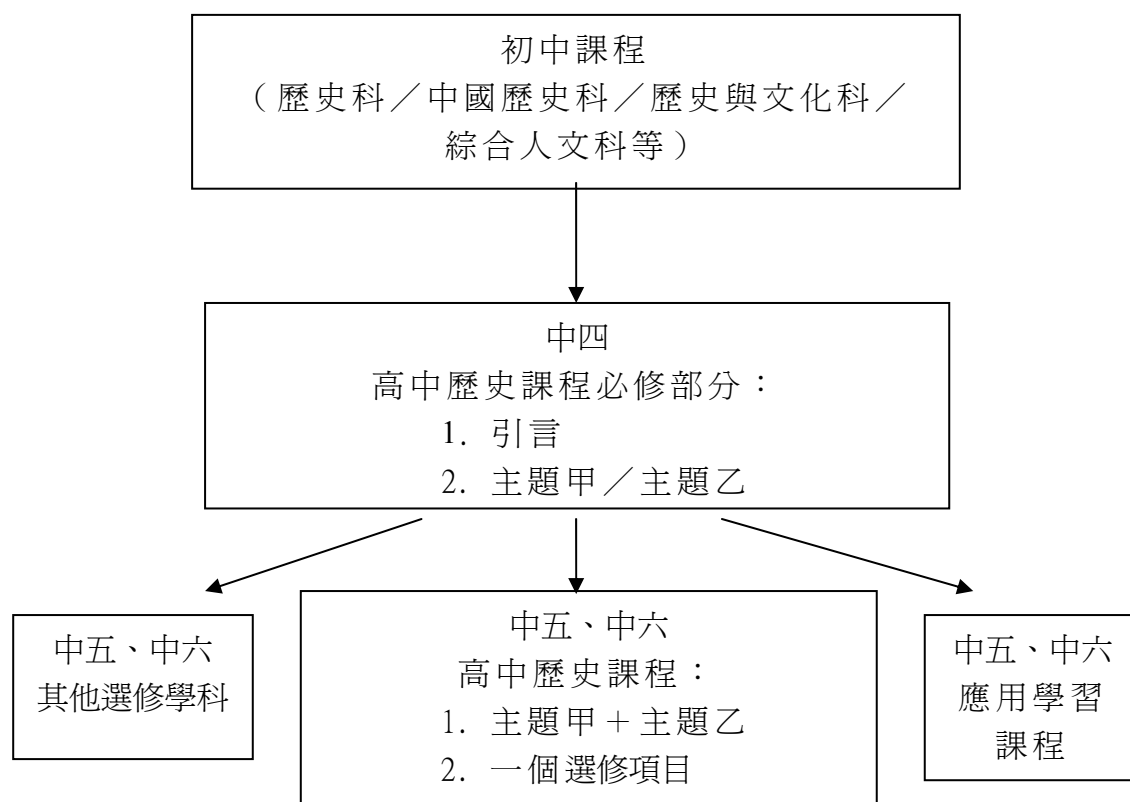 初中課程
（歷史科／中國歷史科／歷史與文化科／
綜合人文科等）
中四
高中歷史課程必修部分：
1. 引言
2. 主題甲／主題乙
中五、中六
其他選修學科
中五、中六
高中歷史課程：
1. 主題甲＋主題乙
2. 一個選修項目
中五、中六
應用學習
課程